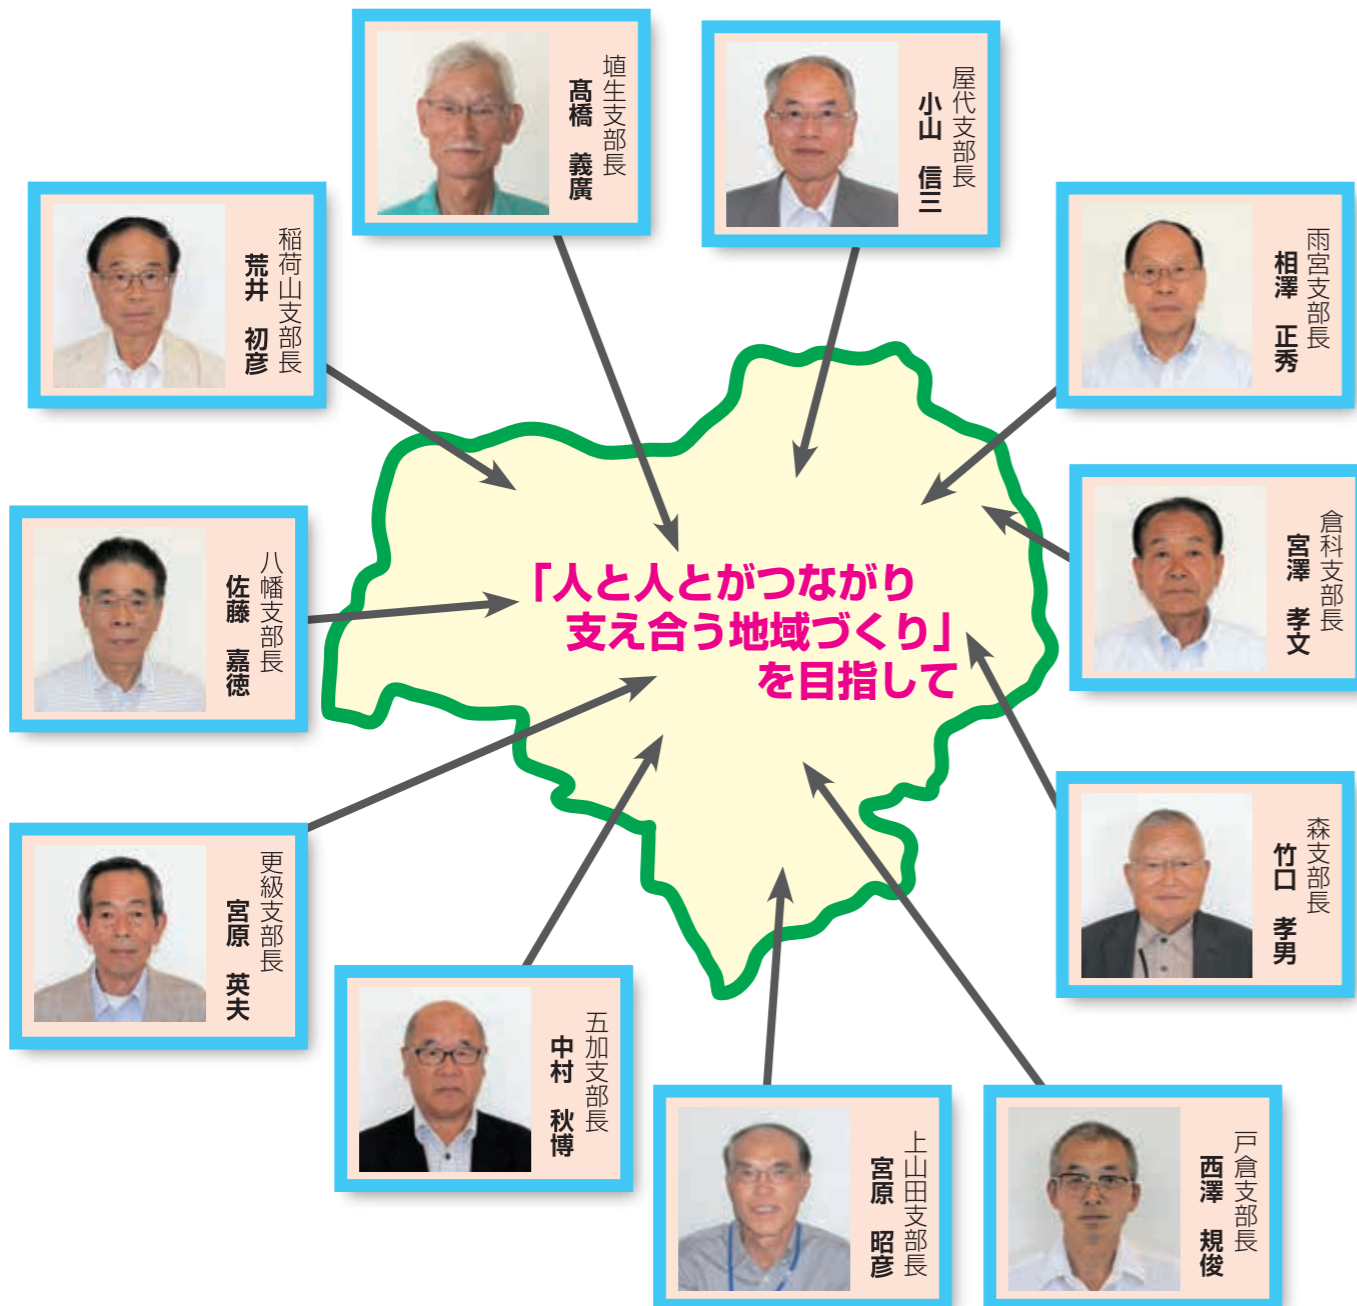 埴生支部長
髙橋　義廣
屋代支部長
小山　信三
雨宮支部長
相澤　正秀
稲荷山支部長
荒井　初彦
倉科支部長
宮澤　孝文
八幡支部長
佐藤　嘉徳
「人と人とがつながり
支え合う地域づくり」
を目指して
森支部長
竹口　孝男
更級支部長
宮原　英夫
五加支部長
中村　秋博
上山田支部長
宮原　昭彦
戸倉支部長
西澤　規俊